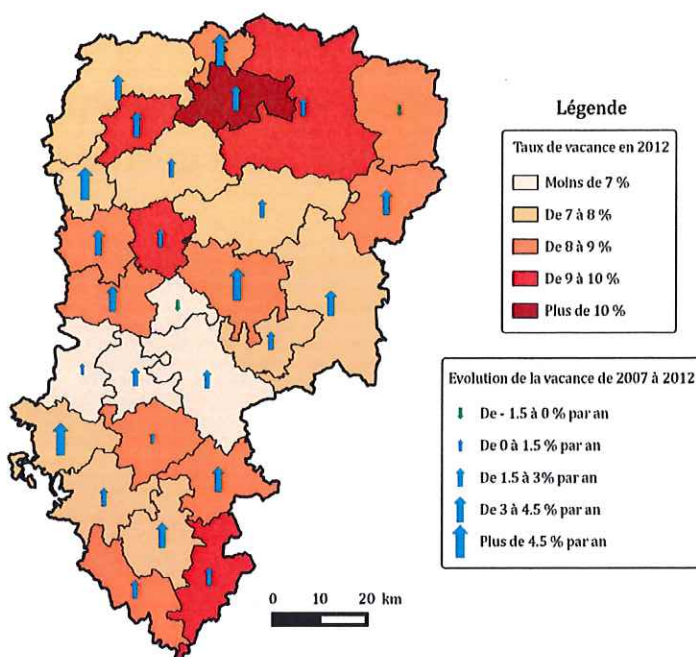 Légende
Taux de vacance en 2012
Moins de 7 %
De 7 à 8 %
De 8 à 9 %
De 9 à 10 %
Plus de 10 %
Evolution de la vacance de 2007 à 2012
De - 1.5 à 0 % par an
De 0 à 1.5 % par an
De 1.5 à 3% par an
De 3 à 4.5 % par an
Plus de 4.5 % par an
0 10 20 km